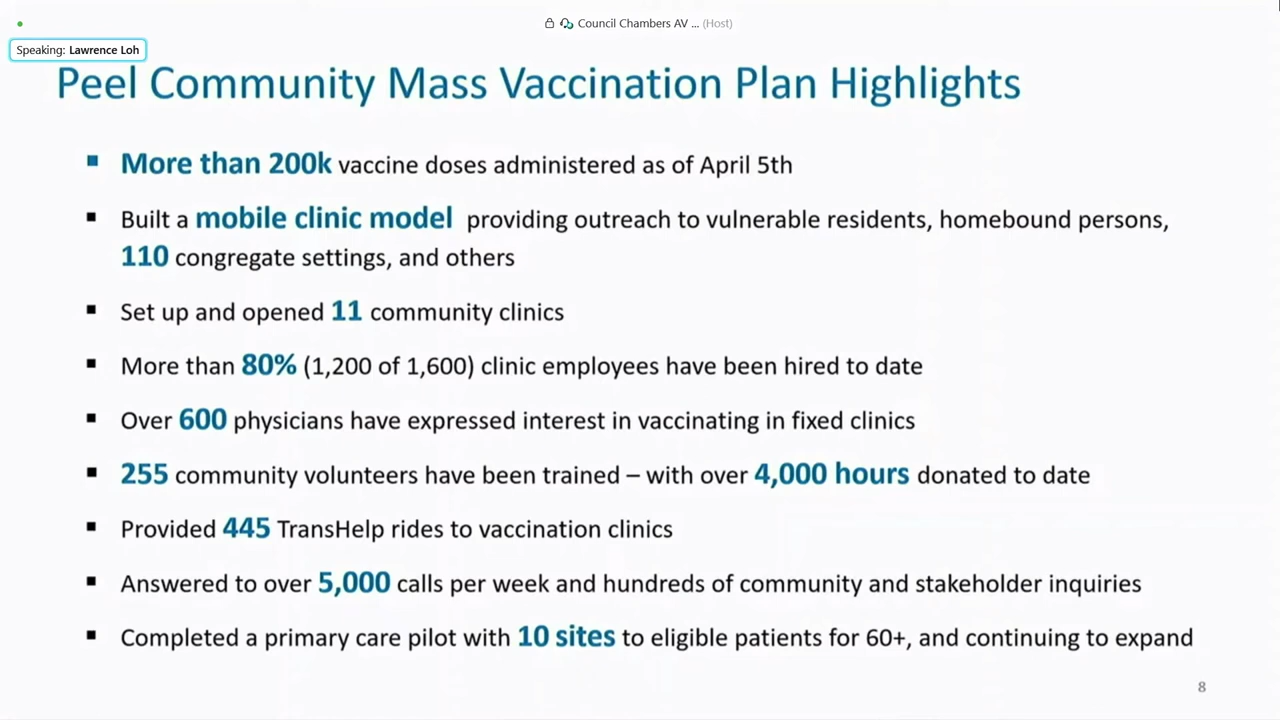 Council Chambers AV ... (Host)
Speaking: Lawrence Loh
Peel Community Mass Vaccination Plan Highlights
▪ More than 200k vaccine doses administered as of April 5th
▪ Built a mobile clinic model providing outreach to vulnerable residents, homebound persons,
110 congregate settings, and others
▪ Set up and opened 11 community clinics
▪ More than 80% (1,200 of 1,600) clinic employees have been hired to date
▪ Over 600 physicians have expressed interest in vaccinating in fixed clinics
▪ 255 community volunteers have been trained – with over 4,000 hours donated to date
▪ Provided 445 TransHelp rides to vaccination clinics
▪ Answered to over 5,000 calls per week and hundreds of community and stakeholder inquiries
▪ Completed a primary care pilot with 10 sites to eligible patients for 60+, and continuing to expand
8